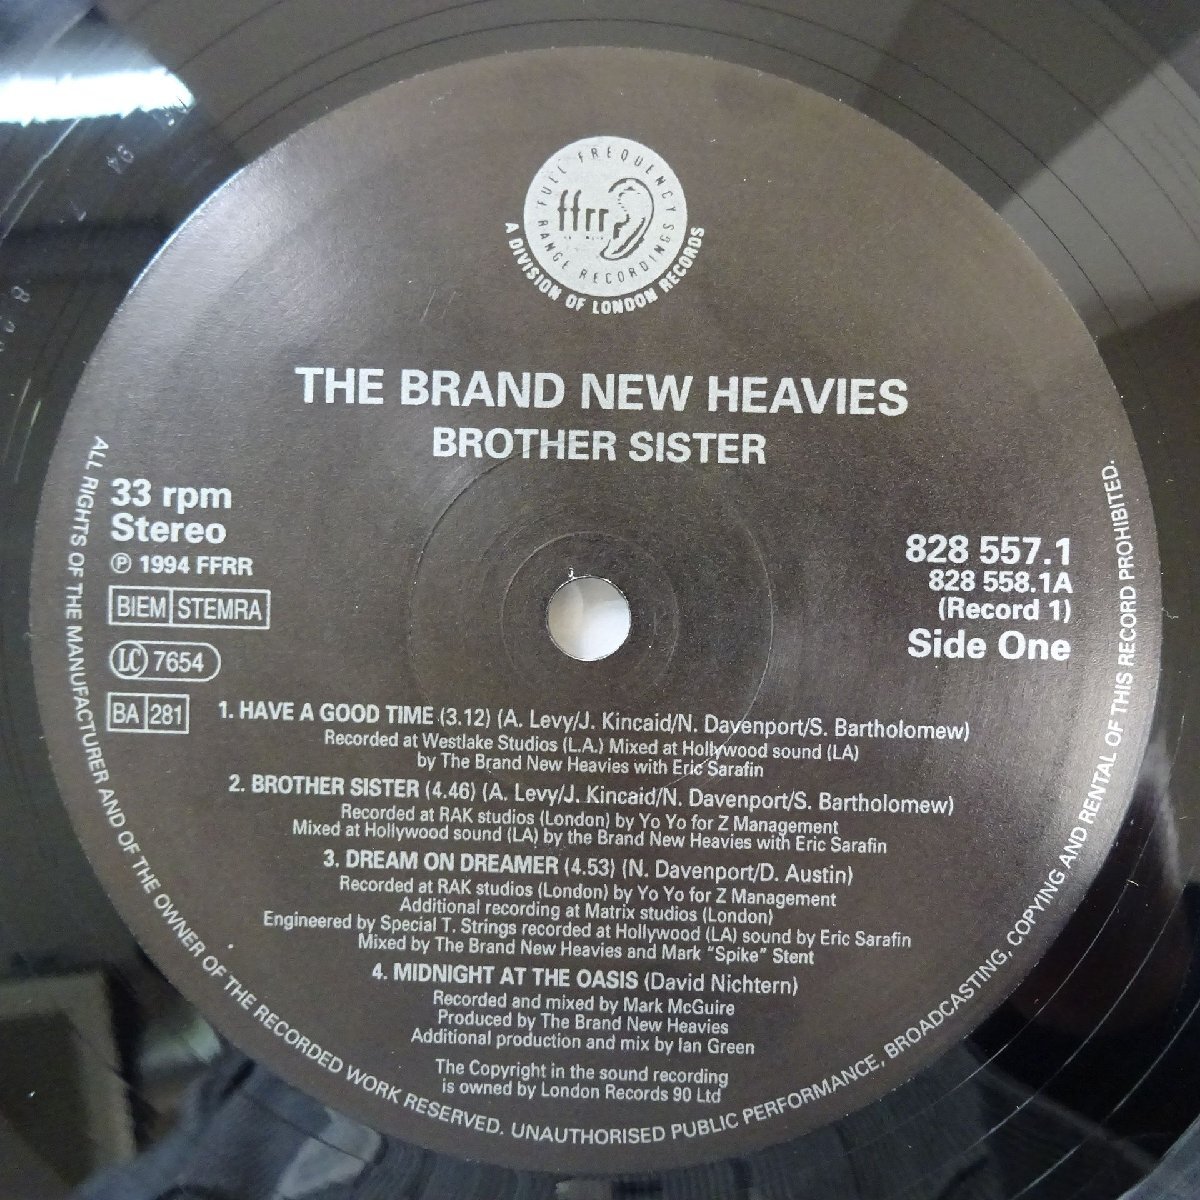 FULL FREQUENCY
RANGE RECORDINGS
ffrr
A DIVISION OF LONDON RECORDS
THE BRAND NEW HEAVIES
BROTHER SISTER
33 rpm
Stereo
℗ 1994 FFRR
BIEM STEMRA
LC 7654
BA 281
828 557.1
828 558.1A
(Record 1)
Side One
1. HAVE A GOOD TIME (3.12) (A. Levy/J. Kincaid/N. Davenport/S. Bartholomew)
Recorded at Westlake Studios (L.A.) Mixed at Hollywood sound (LA)
by The Brand New Heavies with Eric Sarafin
2. BROTHER SISTER (4.46) (A. Levy/J. Kincaid/N. Davenport/S. Bartholomew)
Recorded at RAK studios (London) by Yo Yo for Z Management
Mixed at Hollywood sound (LA) by the Brand New Heavies with Eric Sarafin
3. DREAM ON DREAMER (4.53) (N. Davenport/D. Austin)
Recorded at RAK studios (London) by Yo Yo for Z Management
Additional recording at Matrix studios (London)
Engineered by Special T. Strings recorded at Hollywood (LA) sound by Eric Sarafin
Mixed by The Brand New Heavies and Mark "Spike" Stent
4. MIDNIGHT AT THE OASIS (David Nichtern)
Recorded and mixed by Mark McGuire
Produced by The Brand New Heavies
Additional production and mix by Ian Green
The Copyright in the sound recording
is owned by London Records 90 Ltd
ALL RIGHTS OF THE MANUFACTURER AND OF THE OWNER OF THE RECORDED WORK RESERVED. UNAUTHORISED PUBLIC PERFORMANCE, BROADCASTING, COPYING AND RENTAL OF THIS RECORD PROHIBITED.